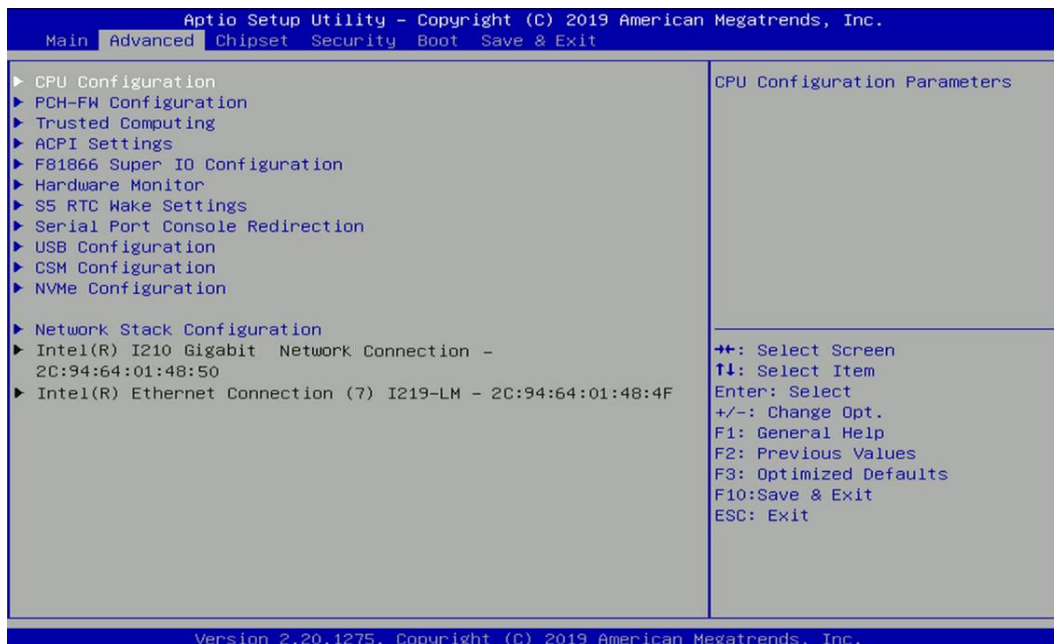 Aptio Setup Utility – Copyright (C) 2019 American Megatrends, Inc.
Main Advanced Chipset Security Boot Save & Exit
▶ CPU Configuration
▶ PCH-FW Configuration
▶ Trusted Computing
▶ ACPI Settings
▶ F81866 Super IO Configuration
▶ Hardware Monitor
▶ S5 RTC Wake Settings
▶ Serial Port Console Redirection
▶ USB Configuration
▶ CSM Configuration
▶ NVMe Configuration
▶ Network Stack Configuration
▶ Intel(R) I210 Gigabit  Network Connection –
2C:94:64:01:48:50
▶ Intel(R) Ethernet Connection (7) I219-LM – 2C:94:64:01:48:4F
CPU Configuration Parameters
→←: Select Screen
↑↓: Select Item
Enter: Select
+/-: Change Opt.
F1: General Help
F2: Previous Values
F3: Optimized Defaults
F10:Save & Exit
ESC: Exit
Version 2.20.1275. Copyright (C) 2019 American Megatrends, Inc.